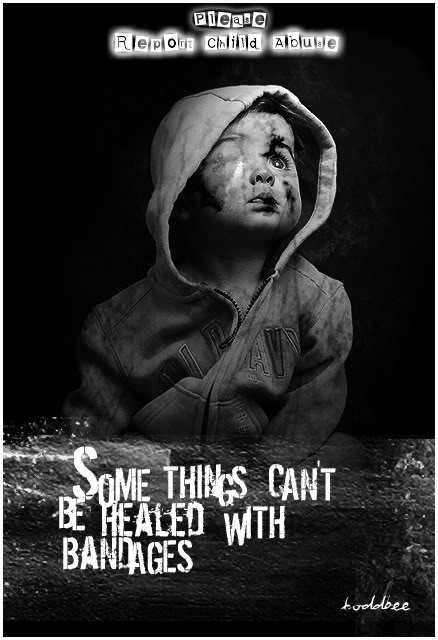 Please
Report Child Abuse
SOME THINGS CAN'T
BE HEALED WITH
BANDAGES
toddbee